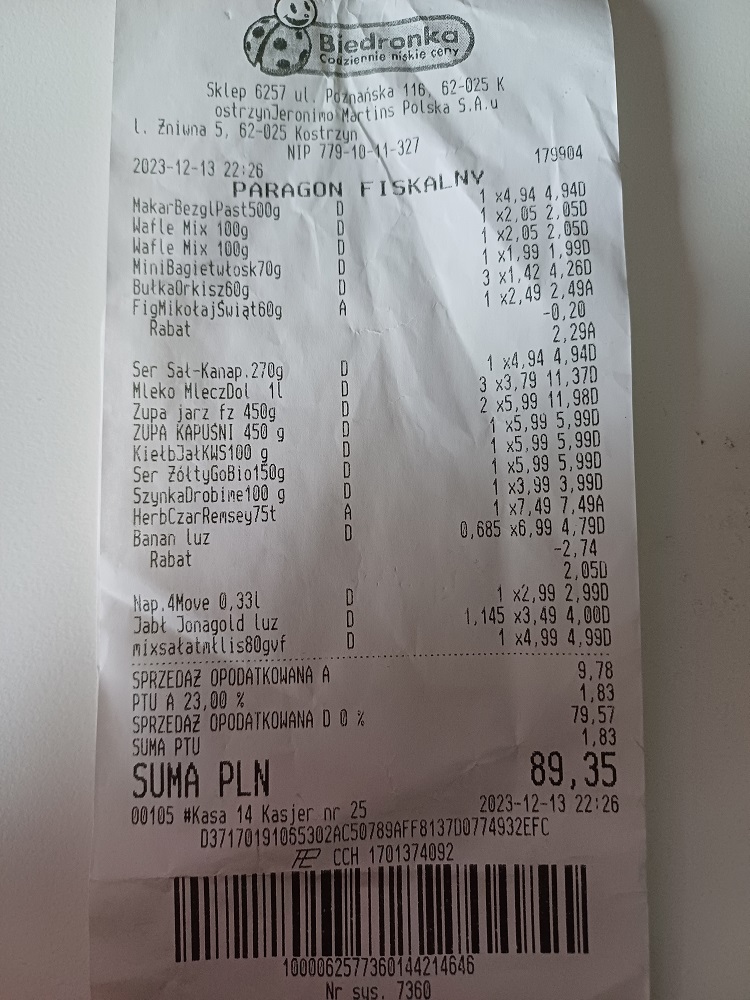 Biedronka
Codziennie niskie ceny
Sklep 6257 ul. Poznańska 116, 62-025 K
ostrzynJeronimo Martins Polska S.A.u
l. Żniwna 5, 62-025 Kostrzyn
NIP 779-10-11-327
2023-12-13 22:26 179904
PARAGON FISKALNY
MakarBezglPast500g D 1 x4,94 4,94D
Wafle Mix 100g D 1 x2,05 2,05D
Wafle Mix 100g D 1 x2,05 2,05D
MiniBagietwłosk70g D 1 x1,99 1,99D
BułkaOrkisz60g D 3 x1,42 4,26D
FigMikołajŚwiąt60g A 1 x2,49 2,49A
Rabat -0,20
2,29A
Ser Sał-Kanap.270g D 1 x4,94 4,94D
Mleko MleczDol 1l D 3 x3,79 11,37D
Zupa jarz fz 450g D 2 x5,99 11,98D
ZUPA KAPUŚNI 450 g D 1 x5,99 5,99D
KiełbJałKWS100 g D 1 x5,99 5,99D
Ser ŻółtyGoBio150g D 1 x5,99 5,99D
SzynkaDrobime100 g D 1 x3,99 3,99D
HerbCzarRemsey75t A 1 x7,49 7,49A
Banan luz D 0,685 x6,99 4,79D
Rabat -2,74
2,05D
Nap.4Move 0,33l D 1 x2,99 2,99D
Jabł Jonagold luz D 1,145 x3,49 4,00D
mixsałatmłlis80gvf D 1 x4,99 4,99D
SPRZEDAŻ OPODATKOWANA A 9,78
PTU A 23,00 % 1,83
SPRZEDAŻ OPODATKOWANA D 0 % 79,57
SUMA PTU 1,83
SUMA PLN 89,35
00105 #Kasa 14 Kasjer nr 25 2023-12-13 22:26
D37170191065302AC50789AFF8137D0774932EFC
CCH 1701374092
1000062577360144214646
Nr sys. 7360